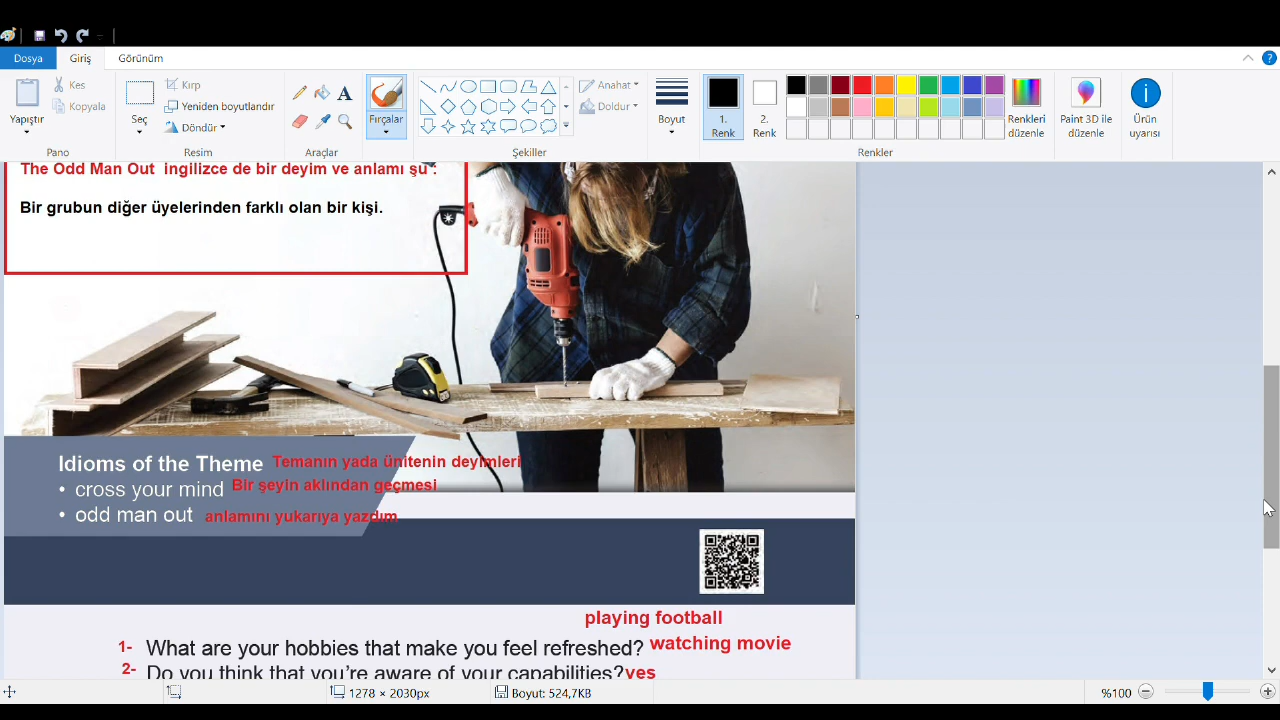 Dosya Giriş Görünüm
Yapıştır
Kes
Kopyala
Pano
Seç
Kırp
Yeniden boyutlandır
Döndür
Resim
A
Araçlar
Fırçalar
Anahat
Doldur
Şekiller
Boyut
1.
Renk
2.
Renk
Renkleri
düzenle
Renkler
Paint 3D ile
düzenle
Ürün
uyarısı
The Odd Man Out ingilizce de bir deyim ve anlamı şu :
Bir grubun diğer üyelerinden farklı olan bir kişi.
Idioms of the Theme Temanın yada ünitenin deyimleri
• cross your mind Bir şeyin aklından geçmesi
• odd man out anlamını yukarıya yazdım
playing football
1- What are your hobbies that make you feel refreshed? watching movie
2- Do you think that you're aware of your capabilities? yes
1278 × 2030px
Boyut: 524,7KB
%100